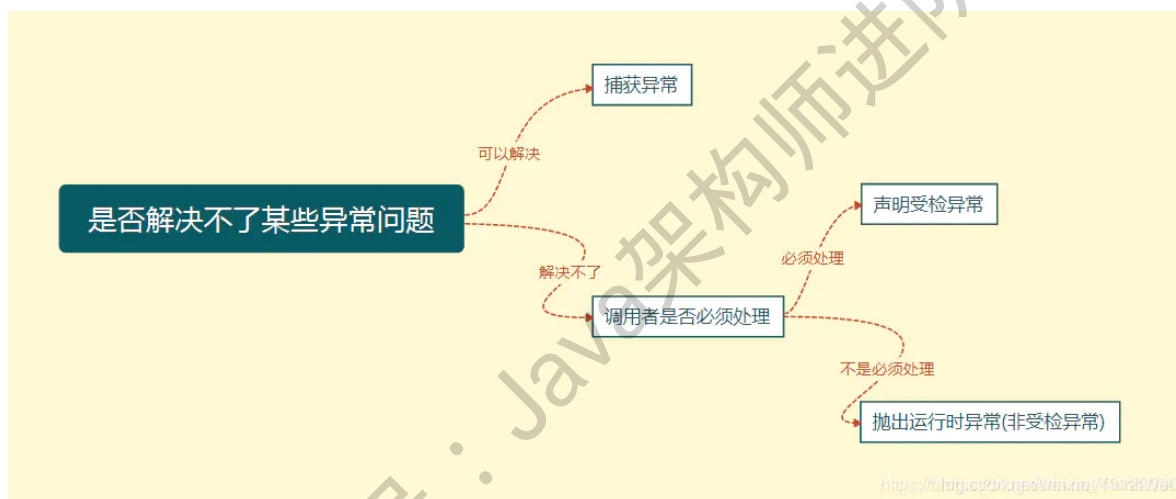 捕获异常
可以解决
是否解决不了某些异常问题
声明受检异常
必须处理
解决不了
调用者是否必须处理
不是必须处理
抛出运行时异常(非受检异常)
：Java架构师进阶